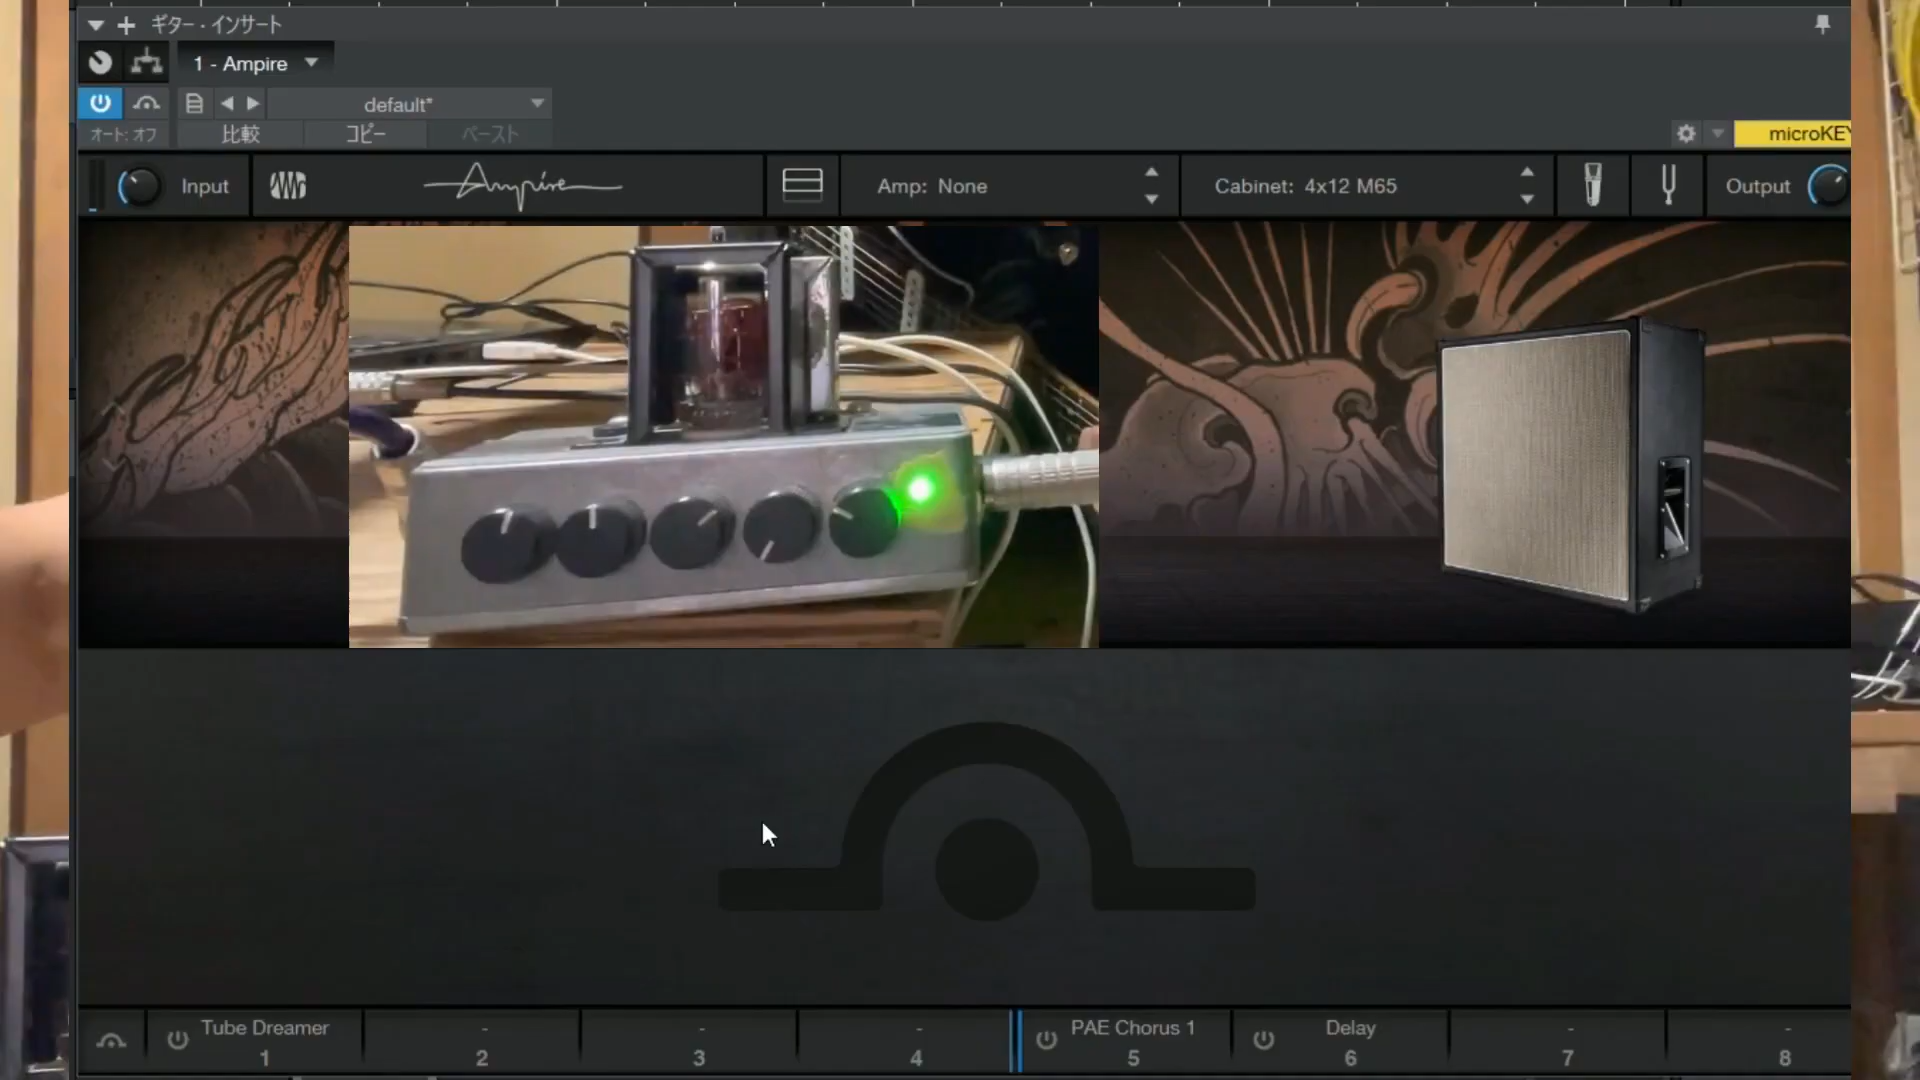 ギター - インサート
1 - Ampire
default*
オート: オフ
比較
コピー
ペースト
microKEY
Input
Ampire
Amp: None
Cabinet: 4x12 M65
Output
Tube Dreamer
1
-
2
-
3
-
4
PAE Chorus 1
5
Delay
6
-
7
-
8